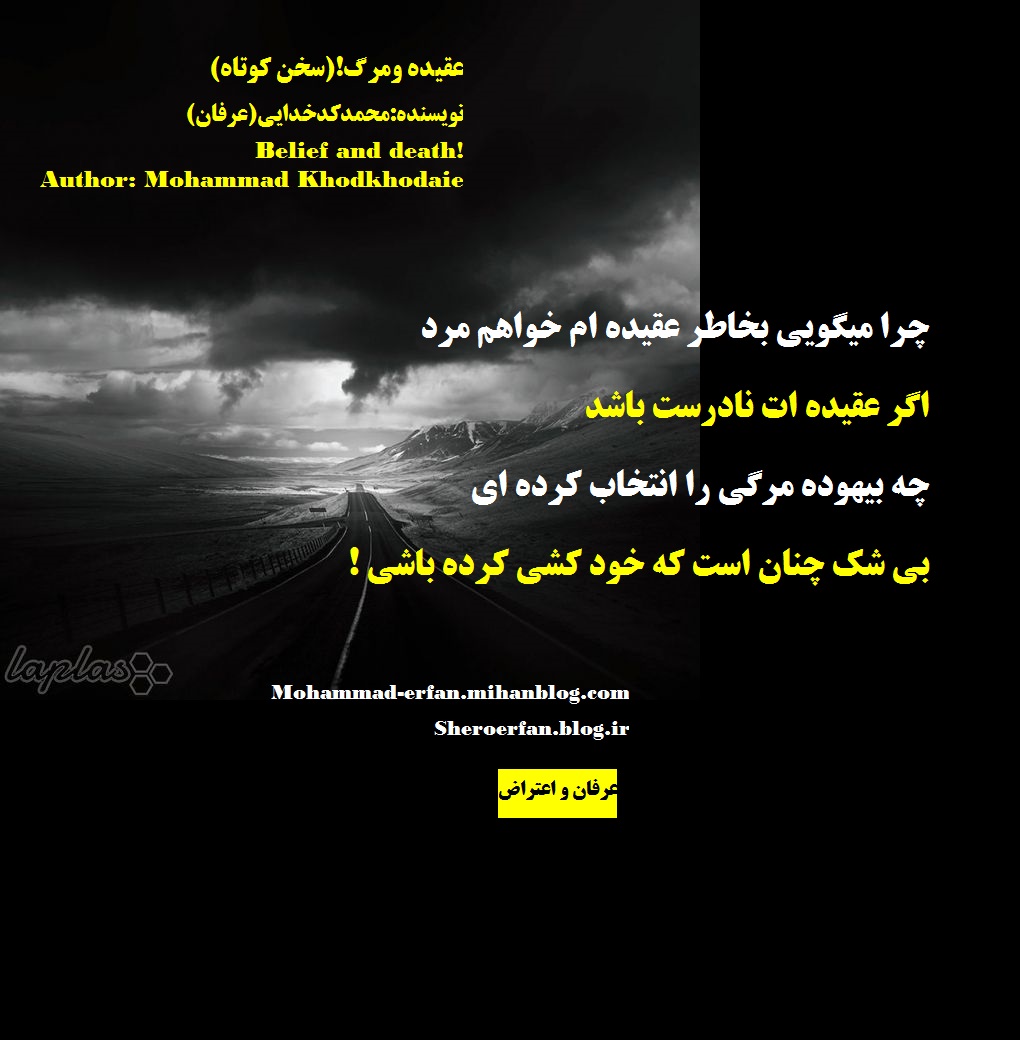 عقیده ومرگ!(سخن کوتاه)
نویسنده:محمدکدخدایی(عرفان)
Belief and death!
Author: Mohammad Khodkhodaie
چرا میگویی بخاطر عقیده ام خواهم مرد
اگر عقیده ات نادرست باشد
چه بیهوده مرگی را انتخاب کرده ای
بی شک چنان است که خود کشی کرده باشی !
laplas
Mohammad-erfan.mihanblog.com
Sheroerfan.blog.ir
عرفان و اعتراض